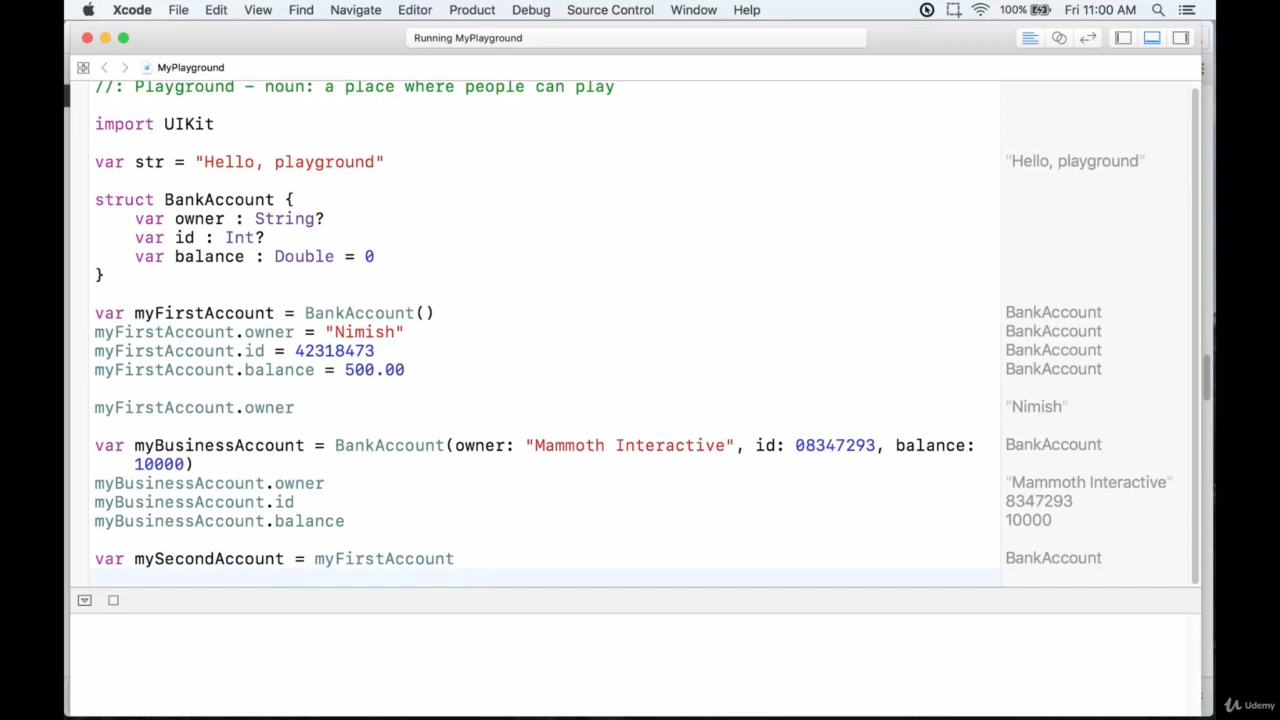 Xcode File Edit View Find Navigate Editor Product Debug Source Control Window Help 100% Fri 11:00 AM
Running MyPlayground
MyPlayground
//: Playground - noun: a place where people can play
import UIKit
var str = "Hello, playground" "Hello, playground"
struct BankAccount {
var owner : String?
var id : Int?
var balance : Double = 0
}
var myFirstAccount = BankAccount() BankAccount
myFirstAccount.owner = "Nimish" BankAccount
myFirstAccount.id = 42318473 BankAccount
myFirstAccount.balance = 500.00 BankAccount
myFirstAccount.owner "Nimish"
var myBusinessAccount = BankAccount(owner: "Mammoth Interactive", id: 08347293, balance: BankAccount
10000)
myBusinessAccount.owner "Mammoth Interactive"
myBusinessAccount.id 8347293
myBusinessAccount.balance 10000
var mySecondAccount = myFirstAccount BankAccount
Udemy